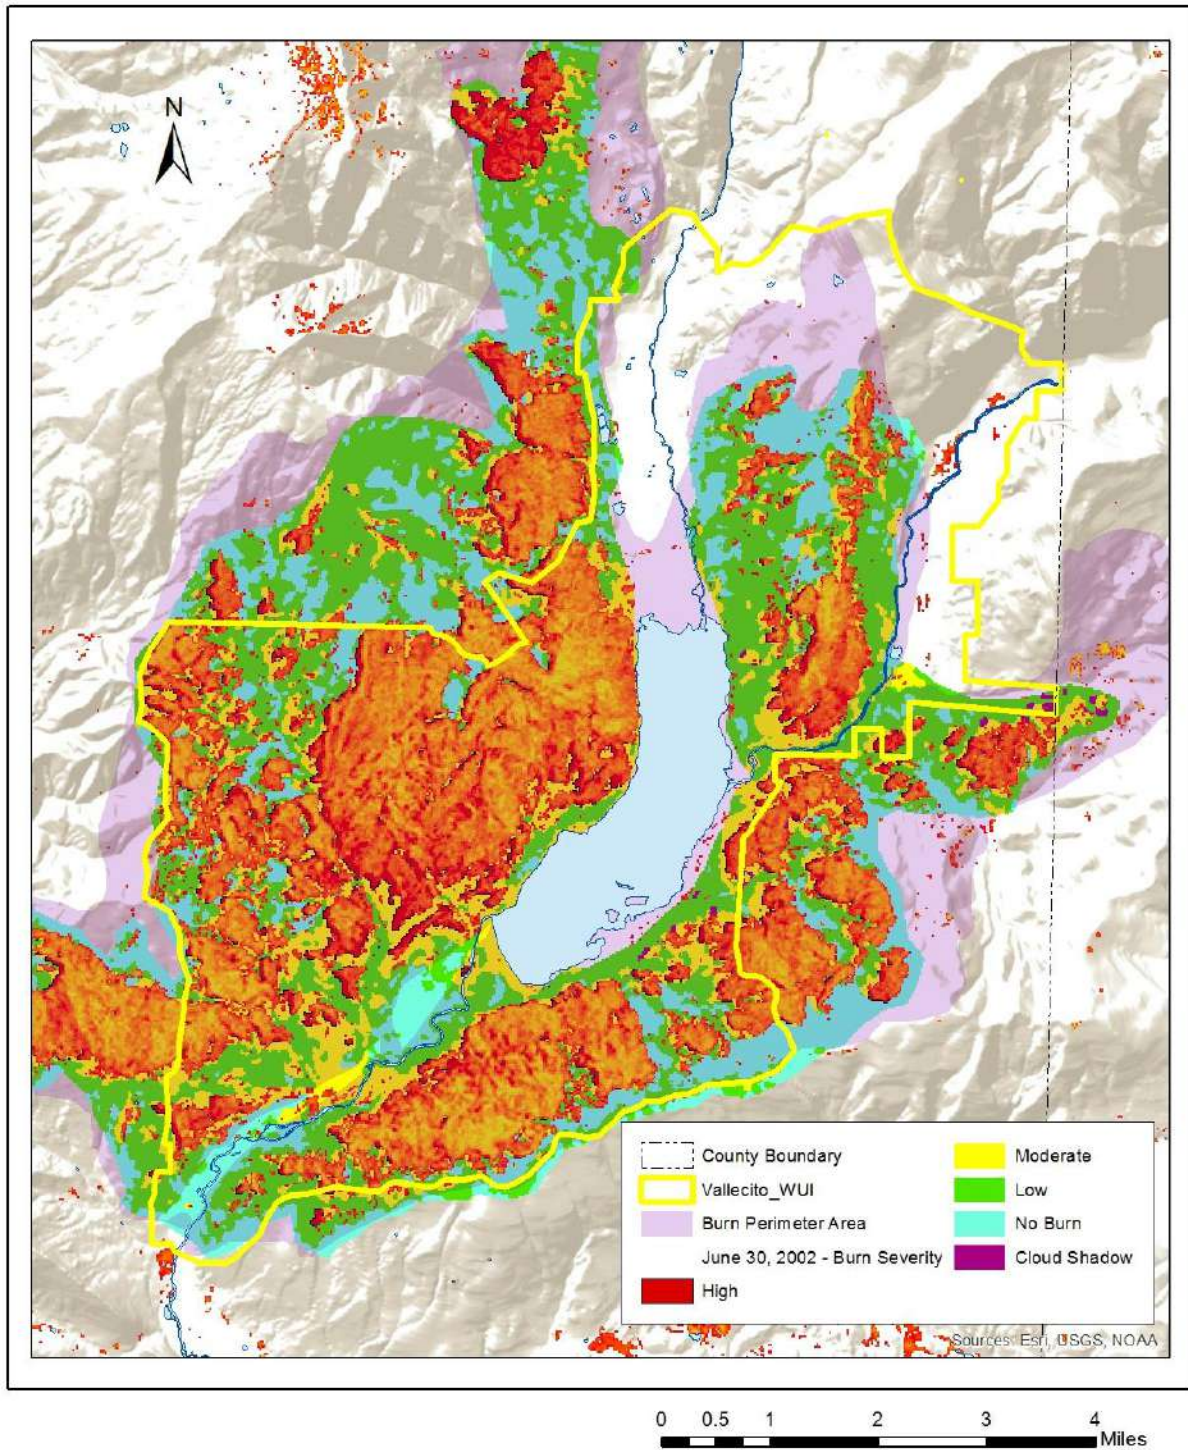 N
County Boundary
Vallecito_WUI
Burn Perimeter Area
June 30, 2002 - Burn Severity
High
Moderate
Low
No Burn
Cloud Shadow
Sources: Esri, USGS, NOAA
0 0.5 1 2 3 4
Miles